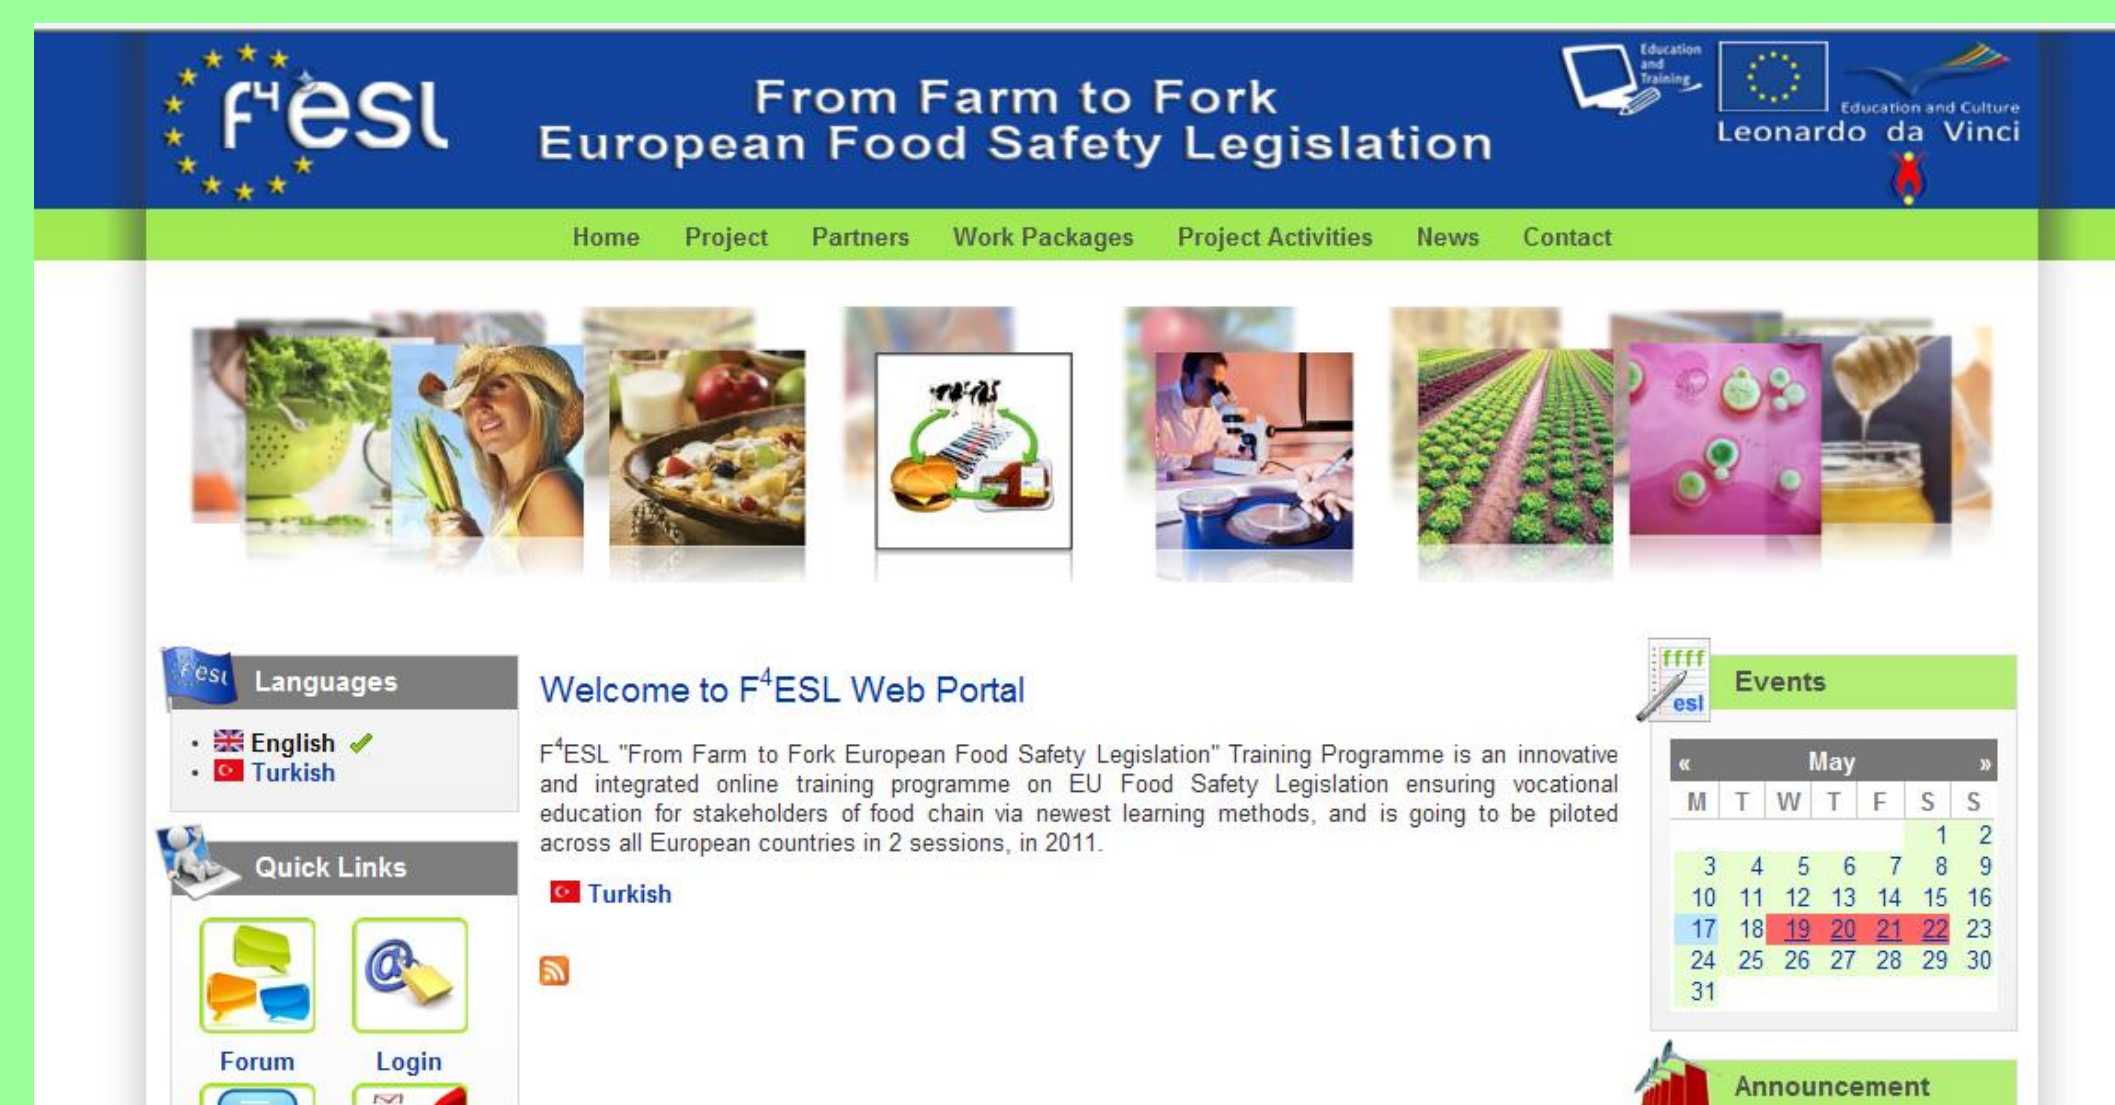 F4esl
From Farm to Fork
European Food Safety Legislation
Education
and
Training
Education and Culture
Leonardo da Vinci
Home Project Partners Work Packages Project Activities News Contact
F4esl
Languages
English
Turkish
Quick Links
Forum Login
Welcome to F4ESL Web Portal
F4ESL "From Farm to Fork European Food Safety Legislation" Training Programme is an innovative
and integrated online training programme on EU Food Safety Legislation ensuring vocational
education for stakeholders of food chain via newest learning methods, and is going to be piloted
across all European countries in 2 sessions, in 2011.
Turkish
ffff
esl
Events
« May »
M T W T F S S
1 2
3 4 5 6 7 8 9
10 11 12 13 14 15 16
17 18 19 20 21 22 23
24 25 26 27 28 29 30
31
Announcement